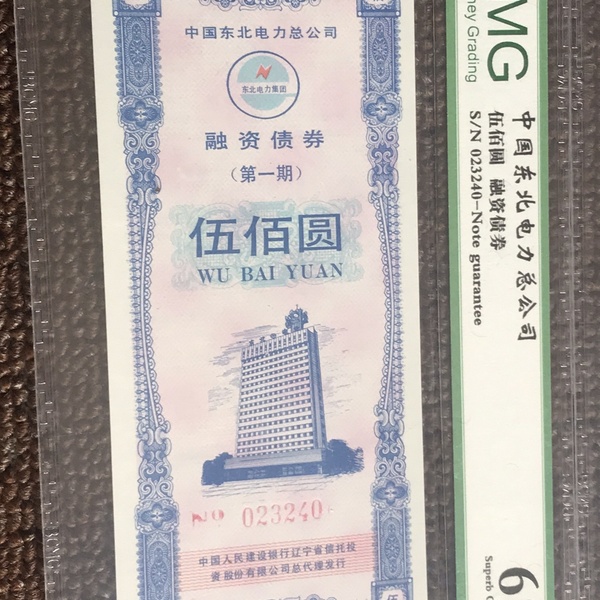 中国东北电力总公司
东北电力集团
融资债券
（第一期）
伍佰圆
WU BAI YUAN
No 023240
中国人民建设银行辽宁省信托投
资股份有限公司总代理发行
伍
MG
ney Grading
中国东北电力总公司
伍佰圆 融资债券
S/N 023240-Note guarantee
6
Superb